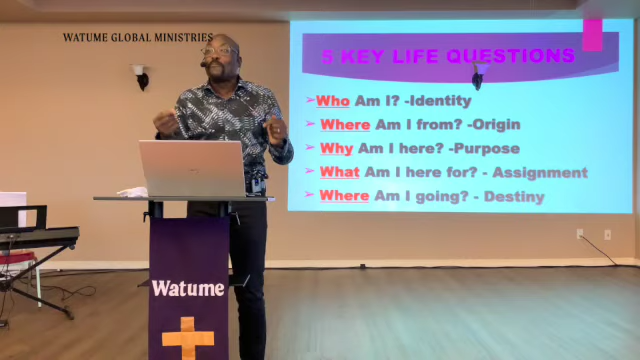 WATUME GLOBAL MINISTRIES
5 KEY LIFE QUESTIONS
➢Who Am I? -Identity
➢ Where Am I from? -Origin
➢ Why Am I here? -Purpose
➢ What Am I here for? - Assignment
➢ Where Am I going? - Destiny
Watume